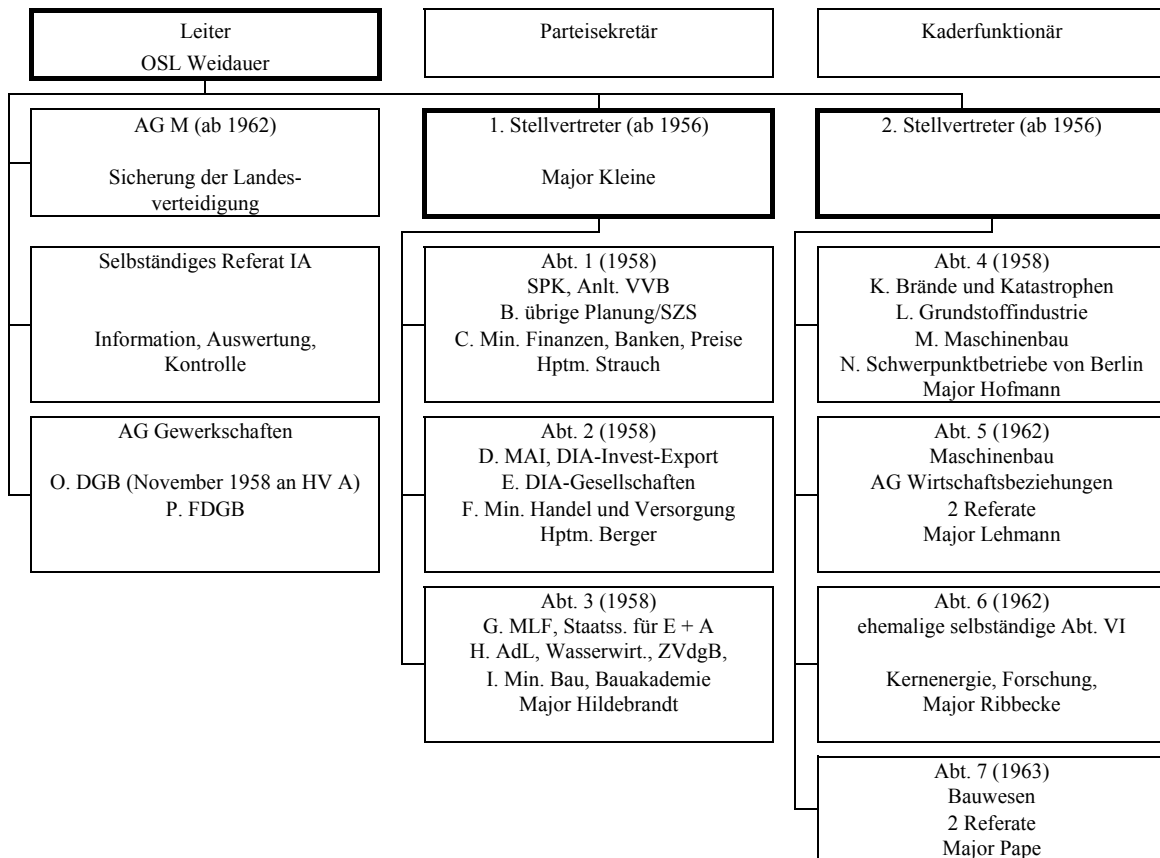 Leiter
OSL Weidauer
Parteisekretär
Kaderfunktionär
AG M (ab 1962)
Sicherung der Landes-
verteidigung
1. Stellvertreter (ab 1956)
Major Kleine
2. Stellvertreter (ab 1956)
Selbständiges Referat IA
Information, Auswertung,
Kontrolle
Abt. 1 (1958)
SPK, Anlt. VVB
B. übrige Planung/SZS
C. Min. Finanzen, Banken, Preise
Hptm. Strauch
Abt. 4 (1958)
K. Brände und Katastrophen
L. Grundstoffindustrie
M. Maschinenbau
N. Schwerpunktbetriebe von Berlin
Major Hofmann
AG Gewerkschaften
O. DGB (November 1958 an HV A)
P. FDGB
Abt. 2 (1958)
D. MAI, DIA-Invest-Export
E. DIA-Gesellschaften
F. Min. Handel und Versorgung
Hptm. Berger
Abt. 5 (1962)
Maschinenbau
AG Wirtschaftsbeziehungen
2 Referate
Major Lehmann
Abt. 3 (1958)
G. MLF, Staatss. für E + A
H. AdL, Wasserwirt., ZVdgB,
I. Min. Bau, Bauakademie
Major Hildebrandt
Abt. 6 (1962)
ehemalige selbständige Abt. VI
Kernenergie, Forschung,
Major Ribbecke
Abt. 7 (1963)
Bauwesen
2 Referate
Major Pape